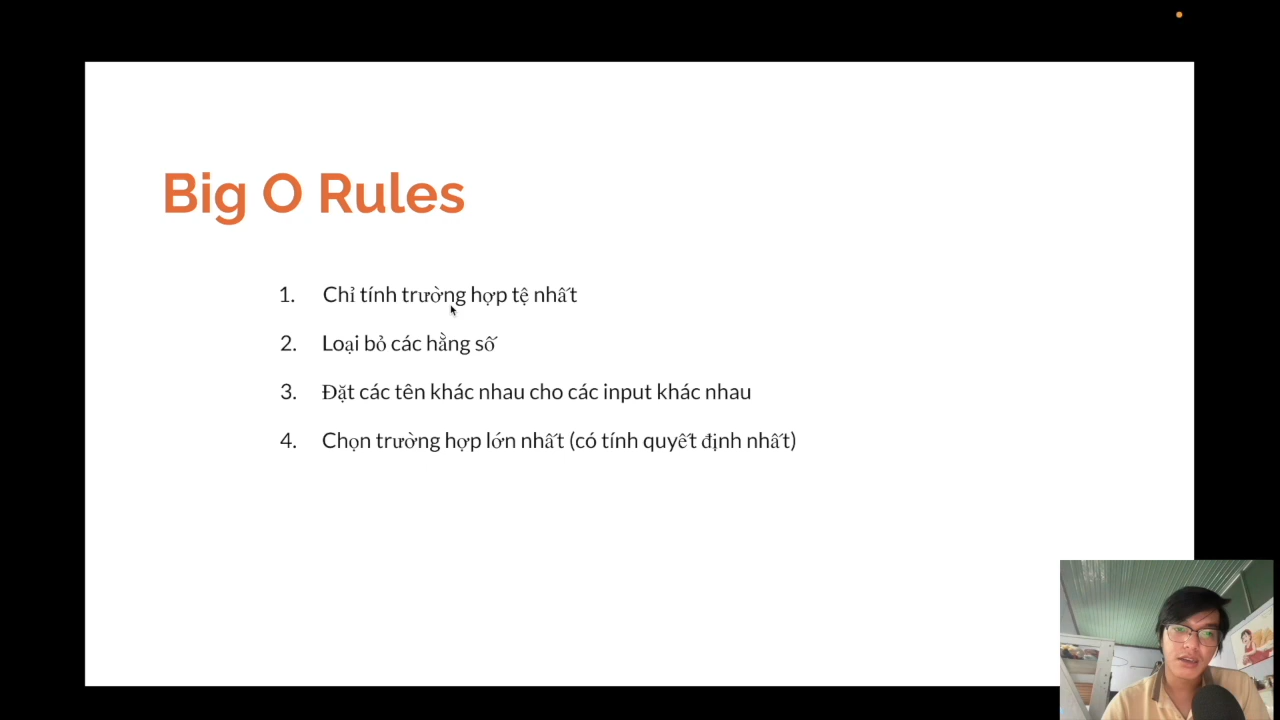 Big O Rules
1. Chỉ tính trường hợp tệ nhất
2. Loại bỏ các hằng số
3. Đặt các tên khác nhau cho các input khác nhau
4. Chọn trường hợp lớn nhất (có tính quyết định nhất)